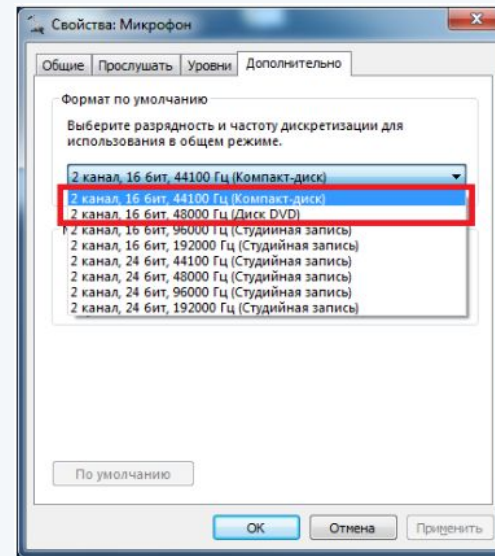 Свойства: Микрофон
Общие Прослушать Уровни Дополнительно
Формат по умолчанию
Выберите разрядность и частоту дискретизации для
использования в общем режиме.
2 канал, 16 бит, 44100 Гц (Компакт-диск)
2 канал, 16 бит, 44100 Гц (Компакт-диск)
2 канал, 16 бит, 48000 Гц (Диск DVD)
2 канал, 16 бит, 96000 Гц (Студийная запись)
2 канал, 16 бит, 192000 Гц (Студийная запись)
2 канал, 24 бит, 44100 Гц (Студийная запись)
2 канал, 24 бит, 48000 Гц (Студийная запись)
2 канал, 24 бит, 96000 Гц (Студийная запись)
2 канал, 24 бит, 192000 Гц (Студийная запись)
По умолчанию
ОК Отмена Применить